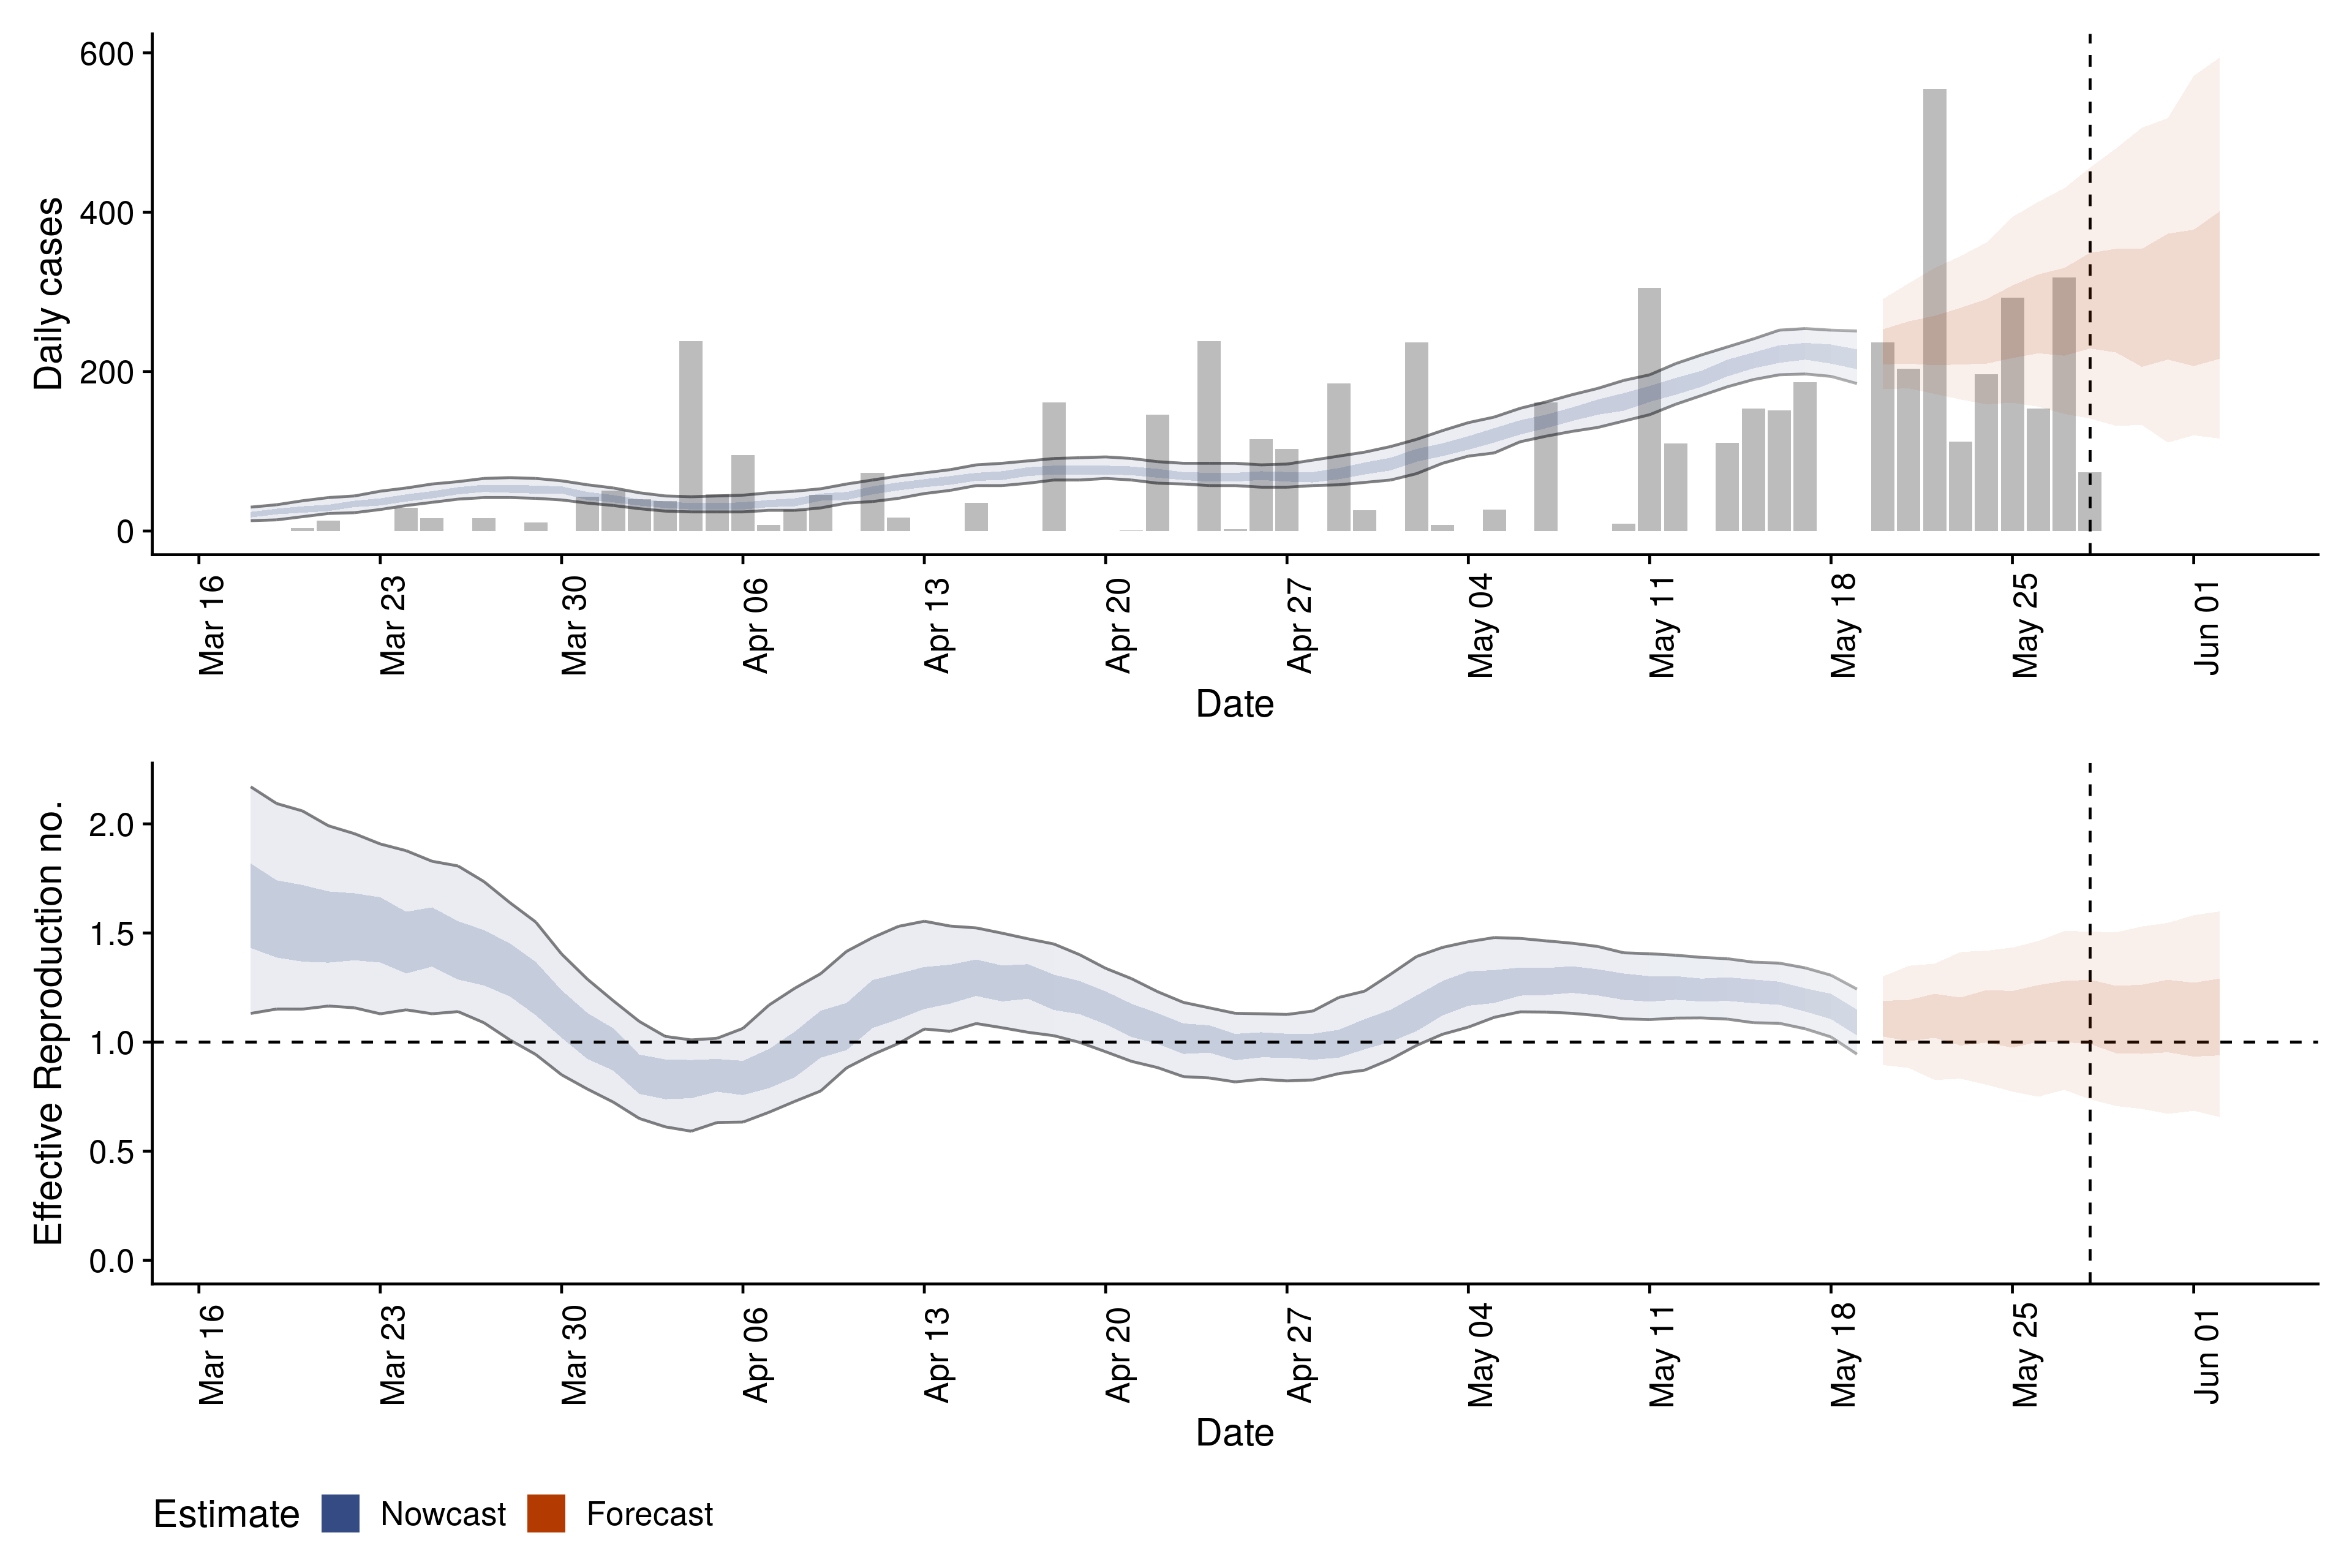 Daily cases
600
400
200
0
Mar 16
Mar 23
Mar 30
Apr 06
Apr 13
Apr 20
Apr 27
May 04
May 11
May 18
May 25
Jun 01
Date
Effective Reproduction no.
2.0
1.5
1.0
0.5
0.0
Mar 16
Mar 23
Mar 30
Apr 06
Apr 13
Apr 20
Apr 27
May 04
May 11
May 18
May 25
Jun 01
Date
Estimate Nowcast Forecast